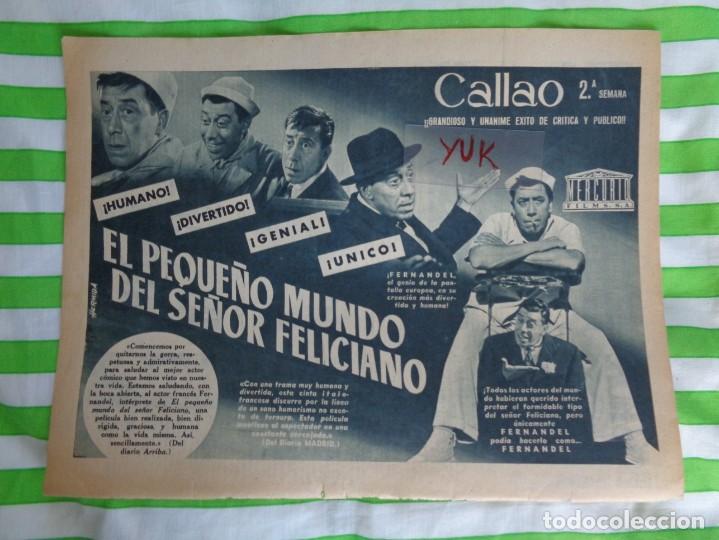 Callao 2.ª SEMANA
¡¡GRANDIOSO Y UNANIME EXITO DE CRITICA Y PUBLICO!!
YUK
MERCURIO
FILMS, S.A.
¡HUMANO!
¡DIVERTIDO!
¡GENIAL!
¡UNICO!
EL PEQUEÑO MUNDO
DEL SEÑOR FELICIANO
¡FERNANDEL,
el genio de la pan-
talla europea, en su
creación más diver-
tida y humana!
«Comencemos por
quitarnos la gorra, res-
petuosa y admirativamente,
para saludar al mejor actor
cómico que hemos visto en nues-
tra vida. Estamos saludando, con
la boca abierta, al actor francés Fer-
nandel, intérprete de El pequeño
mundo del señor Feliciano, una
película bien realizada, bien di-
rigida, graciosa, y humana
como la vida misma. Así,
sencillamente.» (Del
diario Arriba.)
«Con una trama muy humana y
divertida, esta cinta italo-
francesa discurre por la línea
de un sano humorismo no exen-
to de ternura. Esta película
mantiene al espectador en una
constante carcajada.»
(Del Diario MADRID.)
¡Todos los actores del mun-
do hubieran querido inter-
pretar el formidable tipo
del señor Feliciano, pero
únicamente
FERNANDEL
podía hacerlo como...
FERNANDEL
todocoleccion